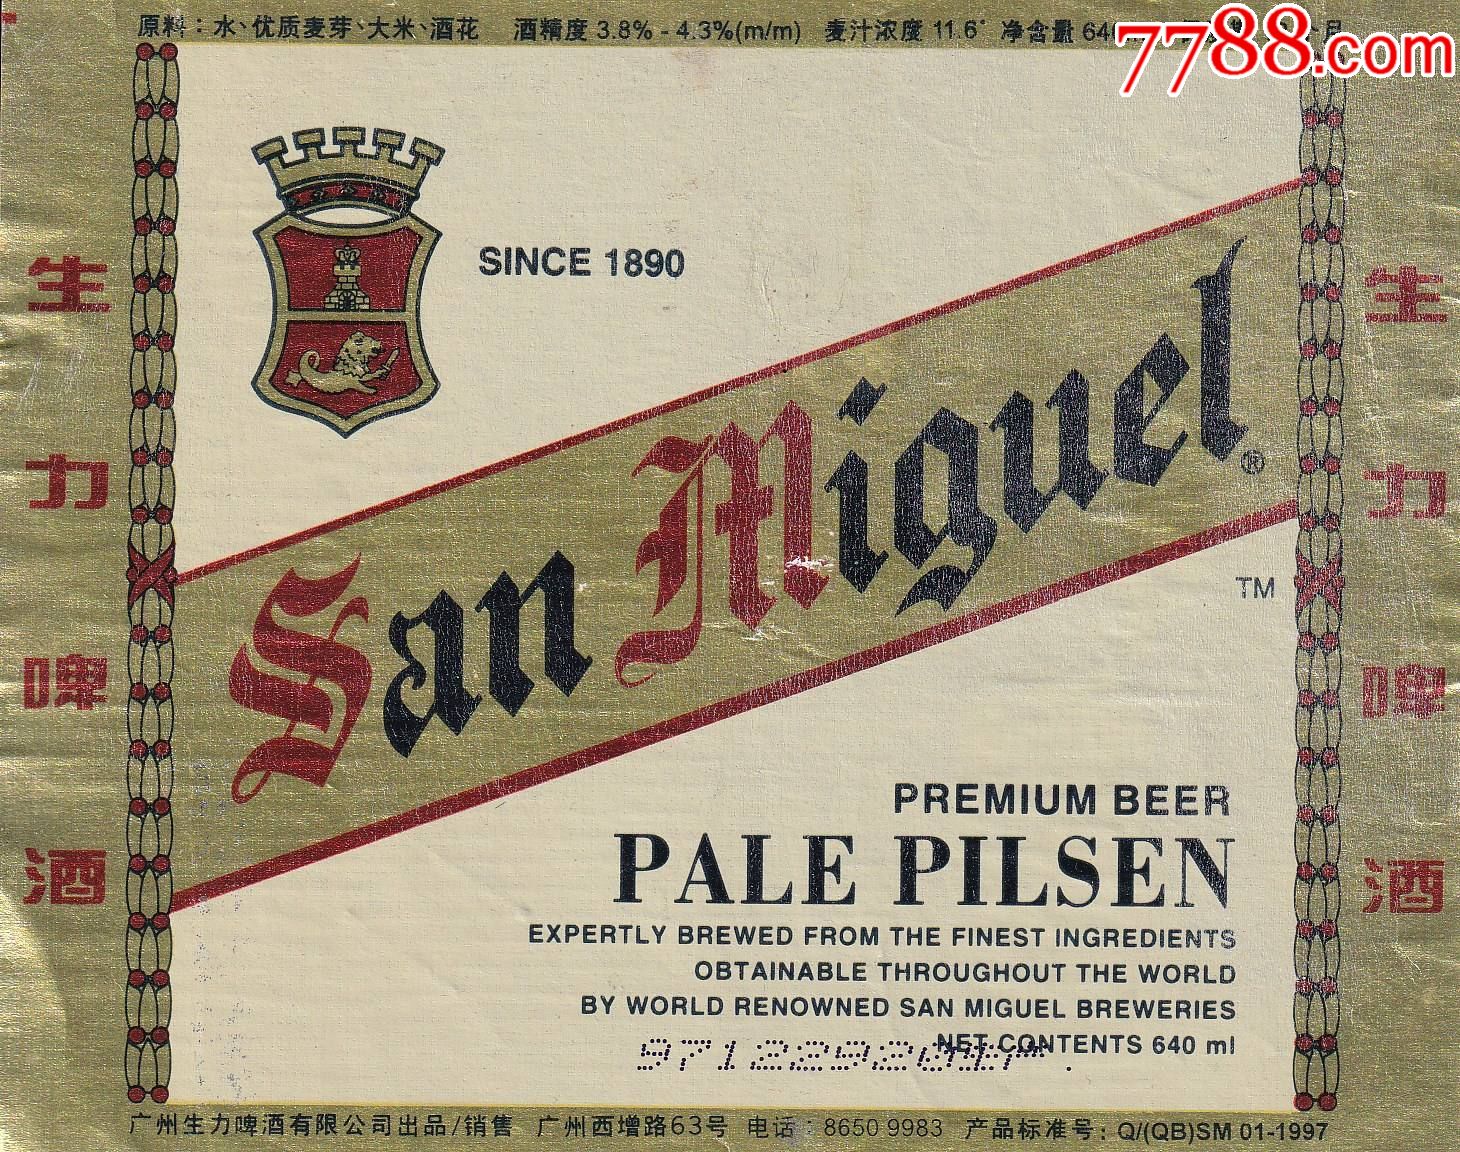 原料：水、优质麦芽、大米、酒花 酒精度 3.8% - 4.3%(m/m) 麦汁浓度 11.6° 净含量 640
7788.com
SINCE 1890
San Miguel ®
TM
生力啤酒
生力啤酒
PREMIUM BEER
PALE PILSEN
EXPERTLY BREWED FROM THE FINEST INGREDIENTS
OBTAINABLE THROUGHOUT THE WORLD
BY WORLD RENOWNED SAN MIGUEL BREWERIES
NET CONTENTS 640 ml
广州生力啤酒有限公司出品/销售 广州西增路63号 电话：8650 9983 产品标准号：Q/(QB)SM 01-1997